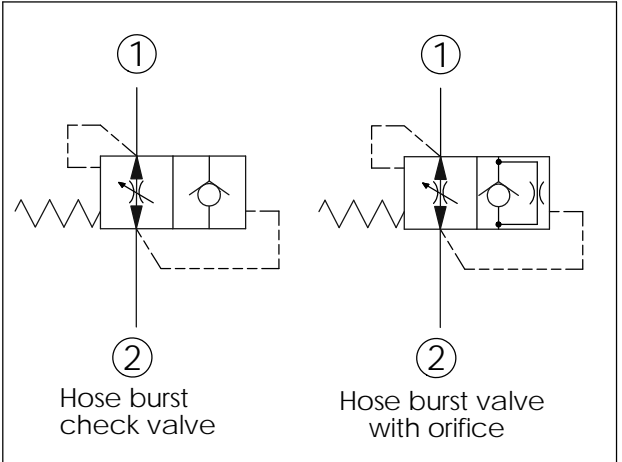 1
1
2
2
Hose burst
check valve
Hose burst valve
with orifice